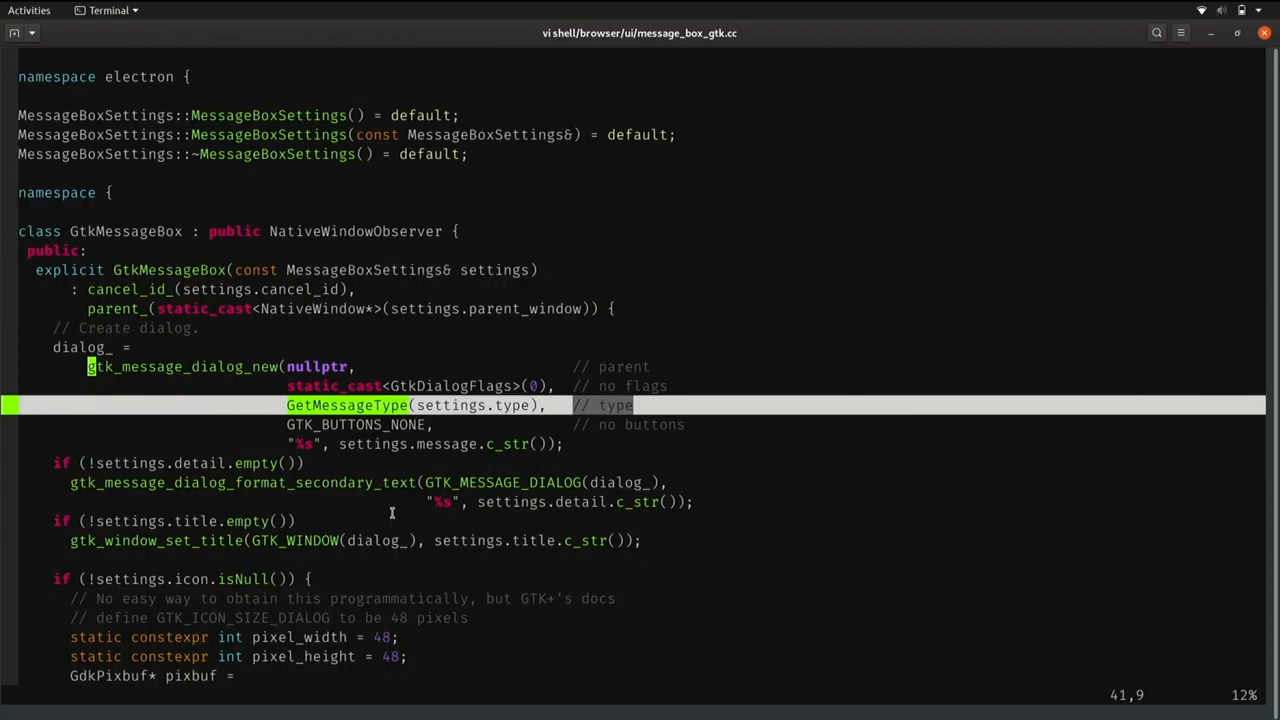 Activities
Terminal
vi shell/browser/ui/message_box_gtk.cc
namespace electron {
MessageBoxSettings::MessageBoxSettings() = default;
MessageBoxSettings::MessageBoxSettings(const MessageBoxSettings&) = default;
MessageBoxSettings::~MessageBoxSettings() = default;
namespace {
class GtkMessageBox : public NativeWindowObserver {
public:
explicit GtkMessageBox(const MessageBoxSettings& settings)
: cancel_id_(settings.cancel_id),
parent_(static_cast<NativeWindow*>(settings.parent_window)) {
// Create dialog.
dialog_ =
gtk_message_dialog_new(nullptr, // parent
static_cast<GtkDialogFlags>(0), // no flags
GetMessageType(settings.type), // type
GTK_BUTTONS_NONE, // no buttons
"%s", settings.message.c_str());
if (!settings.detail.empty())
gtk_message_dialog_format_secondary_text(GTK_MESSAGE_DIALOG(dialog_),
"%s", settings.detail.c_str());
if (!settings.title.empty())
gtk_window_set_title(GTK_WINDOW(dialog_), settings.title.c_str());
if (!settings.icon.isNull()) {
// No easy way to obtain this programmatically, but GTK+'s docs
// define GTK_ICON_SIZE_DIALOG to be 48 pixels
static constexpr int pixel_width = 48;
static constexpr int pixel_height = 48;
GdkPixbuf* pixbuf =
41,9 12%